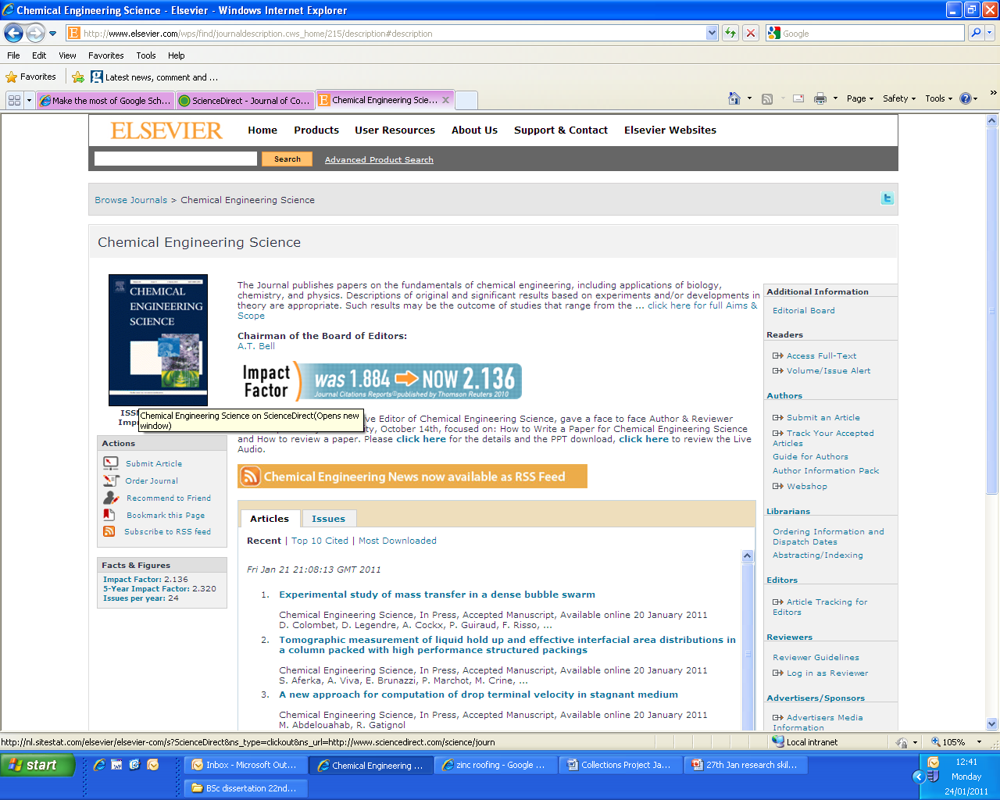 Chemical Engineering Science - Elsevier - Windows Internet Explorer
http://www.elsevier.com/wps/find/journaldescription.cws_home/215/description#description
Google
File Edit View Favorites Tools Help
Favorites Latest news, comment and ...
Make the most of Google Sch... ScienceDirect - Journal of Co... Chemical Engineering Scie...
Page Safety Tools
ELSEVIER Home Products User Resources About Us Support & Contact Elsevier Websites
Search Advanced Product Search
Browse Journals > Chemical Engineering Science
Chemical Engineering Science
CHEMICAL
ENGINEERING
SCIENCE
The Journal publishes papers on the fundamentals of chemical engineering, including applications of biology,
chemistry, and physics. Descriptions of original and significant results based on experiments and/or developments in
theory are appropriate. Such results may be the outcome of studies that range from the ... click here for full Aims &
Scope
Chairman of the Board of Editors:
A.T. Bell
Impact Factor was 1.884 NOW 2.136
Journal Citations Reports® published by Thomson Reuters 2010
ISS
Imp
Chemical Engineering Science on ScienceDirect(Opens new
window)
ve Editor of Chemical Engineering Science, gave a face to face Author & Reviewer
ity, October 14th, focused on: How to Write a Paper for Chemical Engineering Science
and How to review a paper. Please click here for the details and the PPT download, click here to review the Live
Audio.
Chemical Engineering News now available as RSS Feed
Actions
Submit Article
Order Journal
Recommend to Friend
Bookmark this Page
Subscribe to RSS feed
Facts & Figures
Impact Factor: 2.136
5-Year Impact Factor: 2.320
Issues per year: 24
Articles Issues
Recent | Top 10 Cited | Most Downloaded
Fri Jan 21 21:08:13 GMT 2011
1. Experimental study of mass transfer in a dense bubble swarm
Chemical Engineering Science, In Press, Accepted Manuscript, Available online 20 January 2011
D. Colombet, D. Legendre, A. Cockx, P. Guiraud, F. Risso, ...
2. Tomographic measurement of liquid hold up and effective interfacial area distributions in
a column packed with high performance structured packings
Chemical Engineering Science, In Press, Accepted Manuscript, Available online 20 January 2011
S. Aferka, A. Viva, E. Brunazzi, P. Marchot, M. Crine, ...
3. A new approach for computation of drop terminal velocity in stagnant medium
Chemical Engineering Science, In Press, Accepted Manuscript, Available online 20 January 2011
M. Abdelouahab, R. Gatignol
Additional Information
Editorial Board
Readers
Access Full-Text
Volume/Issue Alert
Authors
Submit an Article
Track Your Accepted
Articles
Guide for Authors
Author Information Pack
Webshop
Librarians
Ordering Information and
Dispatch Dates
Abstracting/Indexing
Editors
Article Tracking for
Editors
Reviewers
Reviewer Guidelines
Log in as Reviewer
Advertisers/Sponsors
Advertisers Media
Information
http://nl.sitestat.com/elsevier/elsevier-com/s?ScienceDirect&ns_type=clickout&ns_url=http://www.sciencedirect.com/science/journ
Local intranet 105%
start Inbox - Microsoft Out... Chemical Engineering ... zinc roofing - Google ... Collections Project Ja... 27th Jan research skil...
BSc dissertation 22nd...
12:41
Monday
24/01/2011